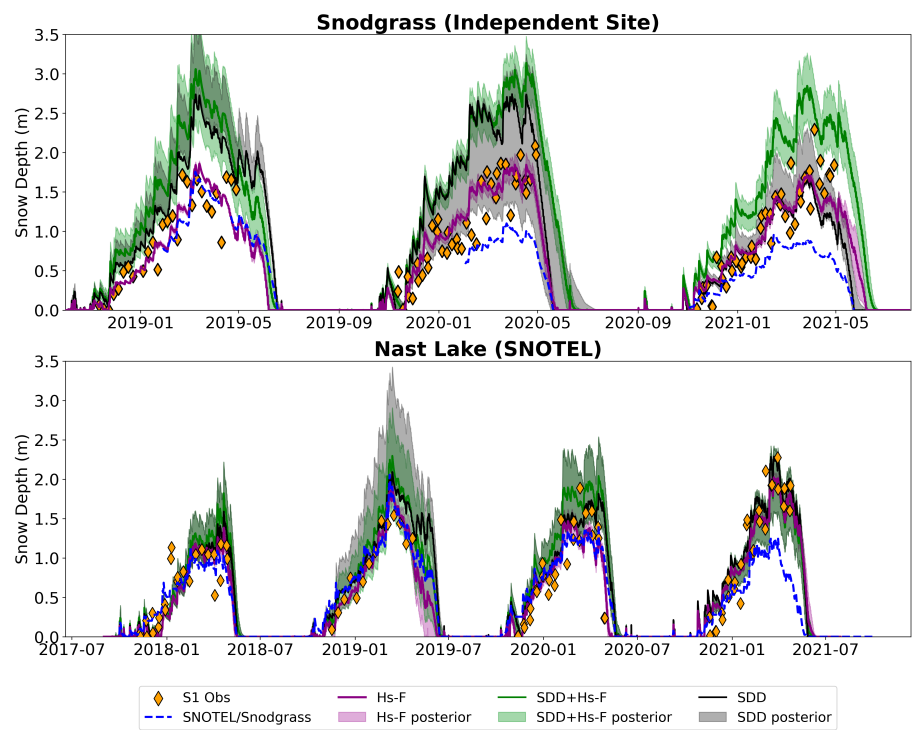 Snodgrass (Independent Site)
3.5
3.0
2.5
2.0
1.5
1.0
0.5
0.0
Snow Depth (m)
2019-01 2019-05 2019-09 2020-01 2020-05 2020-09 2021-01 2021-05
Nast Lake (SNOTEL)
3.5
3.0
2.5
2.0
1.5
1.0
0.5
0.0
Snow Depth (m)
2017-07 2018-01 2018-07 2019-01 2019-07 2020-01 2020-07 2021-01 2021-07
S1 Obs Hs-F SDD+Hs-F SDD
SNOTEL/Snodgrass Hs-F posterior SDD+Hs-F posterior SDD posterior